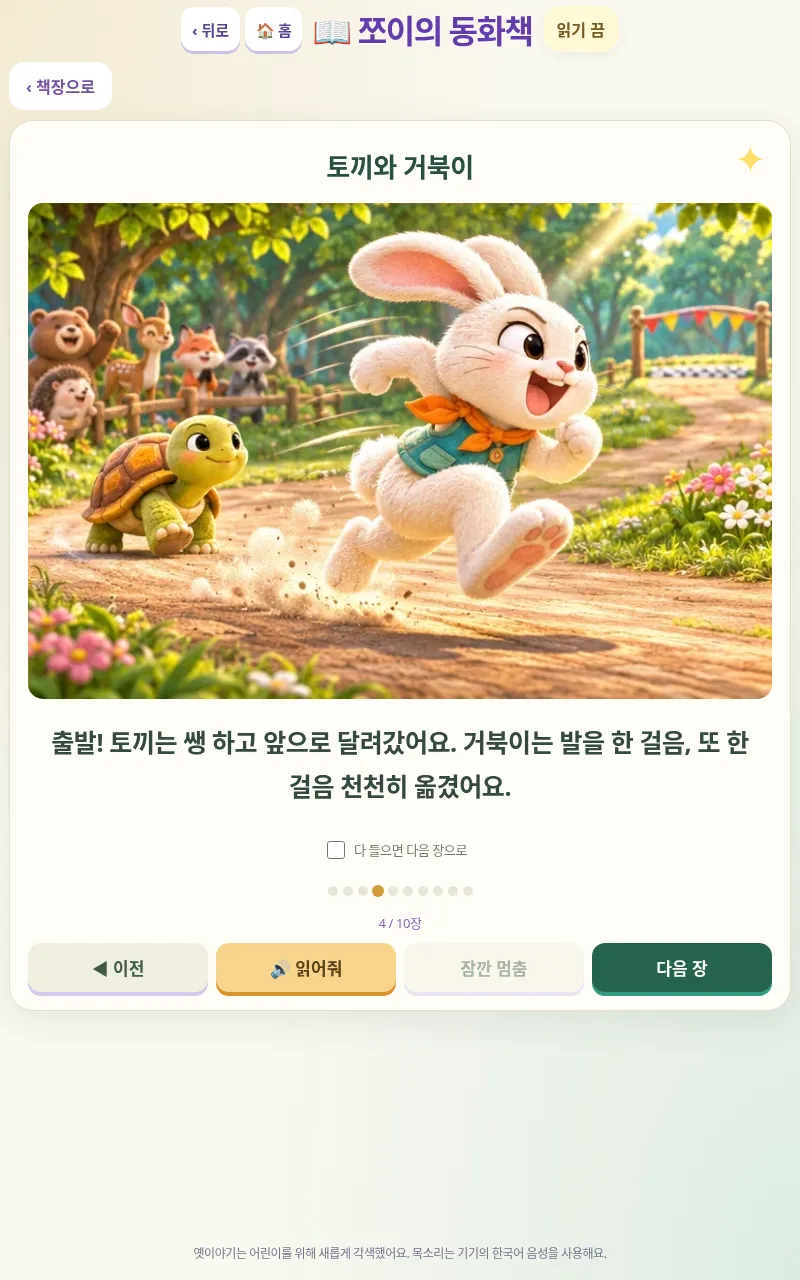 ‹ 뒤로 🏠 홈 📖 쪼이의 동화책 읽기 끝
‹ 책장으로
토끼와 거북이
출발! 토끼는 쌩 하고 앞으로 달려갔어요. 거북이는 발을 한 걸음, 또 한
걸음 천천히 옮겼어요.
다 들으면 다음 장으로
4 / 10장
◀ 이전 🔊 읽어줘 잠깐 멈춤 다음 장
옛이야기는 어린이를 위해 새롭게 각색했어요. 목소리는 기기의 한국어 음성을 사용해요.